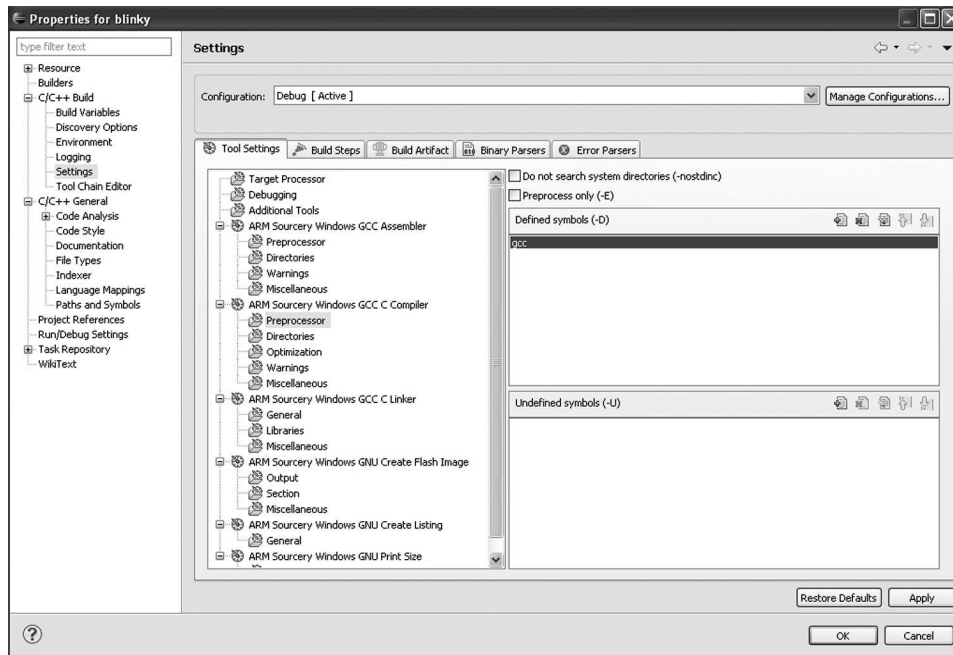 Properties for blinky
type filter text
Resource
Builders
C/C++ Build
Build Variables
Discovery Options
Environment
Logging
Settings
Tool Chain Editor
C/C++ General
Code Analysis
Code Style
Documentation
File Types
Indexer
Language Mappings
Paths and Symbols
Project References
Run/Debug Settings
Task Repository
WikiText
Settings
Configuration: Debug [ Active ] Manage Configurations...
Tool Settings Build Steps Build Artifact Binary Parsers Error Parsers
Target Processor
Debugging
Additional Tools
ARM Sourcery Windows GCC Assembler
Preprocessor
Directories
Warnings
Miscellaneous
ARM Sourcery Windows GCC C Compiler
Preprocessor
Directories
Optimization
Warnings
Miscellaneous
ARM Sourcery Windows GCC C Linker
General
Libraries
Miscellaneous
ARM Sourcery Windows GNU Create Flash Image
Output
Section
Miscellaneous
ARM Sourcery Windows GNU Create Listing
General
ARM Sourcery Windows GNU Print Size
Do not search system directories (-nostdinc)
Preprocess only (-E)
Defined symbols (-D)
gcc
Undefined symbols (-U)
Restore Defaults Apply
? OK Cancel